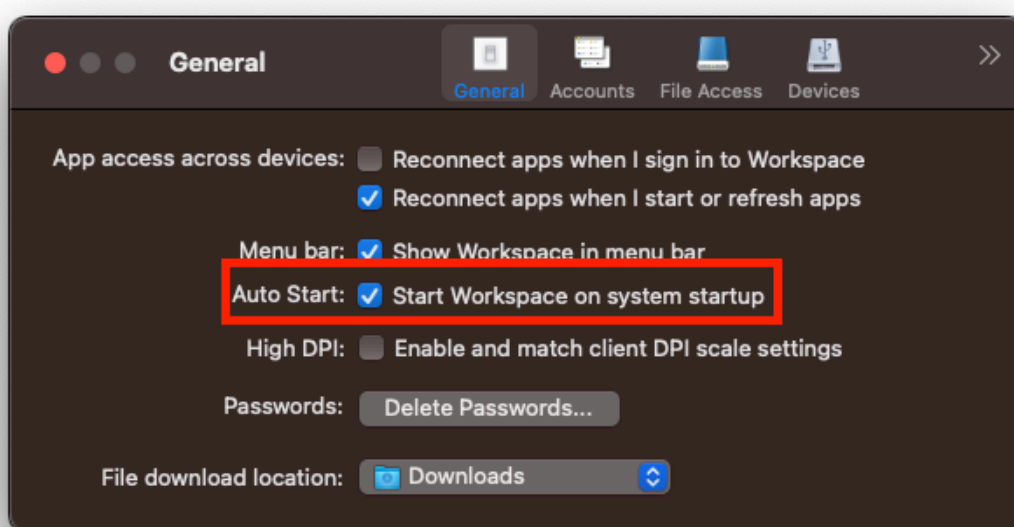 General
General Accounts File Access Devices
App access across devices: Reconnect apps when I sign in to Workspace
Reconnect apps when I start or refresh apps
Menu bar: Show Workspace in menu bar
Auto Start: Start Workspace on system startup
High DPI: Enable and match client DPI scale settings
Passwords: Delete Passwords...
File download location: Downloads